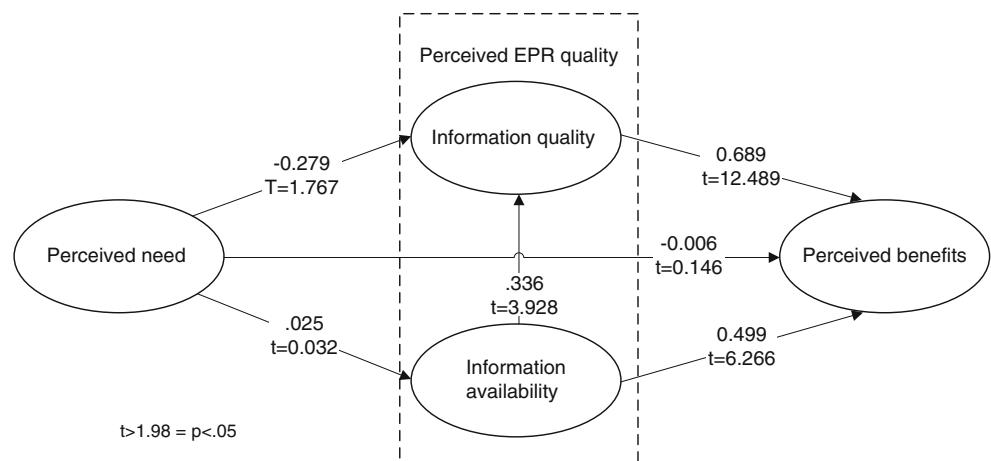 Perceived EPR quality
Information quality
-0.279
T=1.767
0.689
t=12.489
Perceived need
-0.006
t=0.146
Perceived benefits
.336
t=3.928
.025
t=0.032
0.499
t=6.266
Information
availability
t>1.98 = p<.05